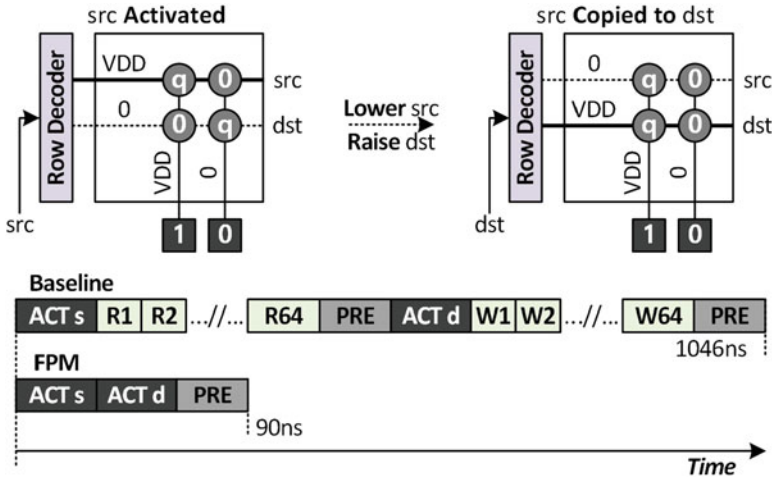 src Activated
Row Decoder
VDD
q 0
src
0
0 q
dst
VDD
0
src
1 0
Lower src
Raise dst
src Copied to dst
Row Decoder
0
q 0
src
VDD
q 0
dst
VDD
0
dst
1 0
Baseline
ACT s R1 R2 ...//... R64 PRE ACT d W1 W2 ...//... W64 PRE
1046ns
FPM
ACT s ACT d PRE
90ns
Time